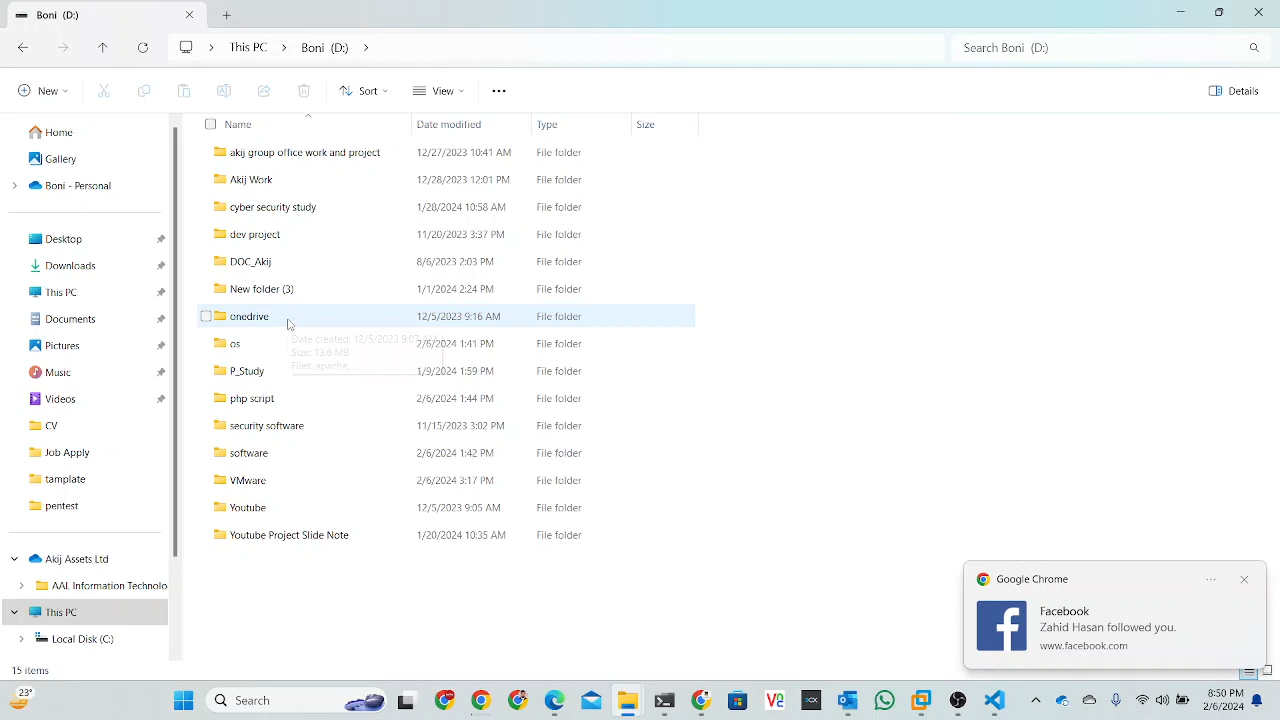 Boni (D:)
This PC > Boni (D:) >
Search Boni (D:)
New
Sort
View
Details
Name Date modified Type Size
Home
Gallery
Boni - Personal
Desktop
Downloads
This PC
Documents
Pictures
Music
Videos
CV
Job Apply
tamplate
pentest
Akij Assets Ltd
AAL Information Technolo
This PC
Local Disk (C:)
akij group office work and project 12/27/2023 10:41 AM File folder
Akij Work 12/28/2023 12:01 PM File folder
cyber security study 1/28/2024 10:58 AM File folder
dev project 11/20/2023 3:37 PM File folder
DOC_Akij 8/6/2023 2:03 PM File folder
New folder (3) 1/1/2024 2:24 PM File folder
onedrive 12/5/2023 9:16 AM File folder
os 2/6/2024 1:41 PM File folder
P_Study 1/9/2024 1:59 PM File folder
php script 2/6/2024 1:44 PM File folder
security software 11/15/2023 3:02 PM File folder
software 2/6/2024 1:42 PM File folder
VMware 2/6/2024 3:17 PM File folder
Youtube 12/5/2023 9:05 AM File folder
Youtube Project Slide Note 1/20/2024 10:35 AM File folder
Date created: 12/5/2023 9:07
Size: 13.6 MB
Files: apache, ...
Google Chrome
Facebook
Zahid Hasan followed you.
www.facebook.com
15 items
23°
Search
8:50 PM
2/6/2024